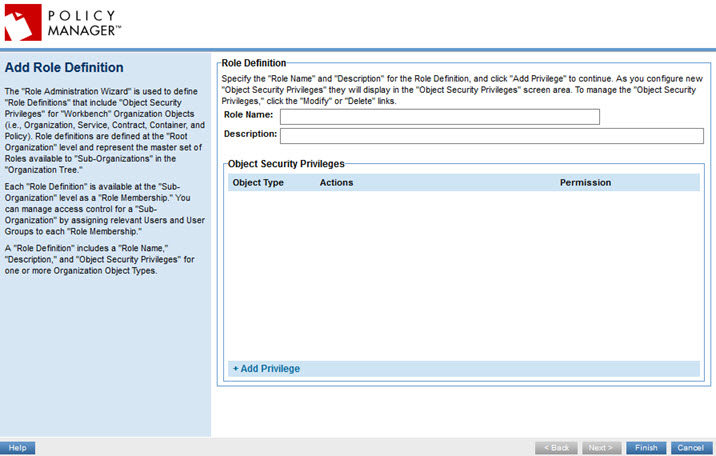 POLICY
MANAGER™
Add Role Definition
The "Role Administration Wizard" is used to define
"Role Definitions" that include "Object Security
Privileges" for "Workbench" Organization Objects
(i.e., Organization, Service, Contract, Container, and
Policy). Role definitions are defined at the "Root
Organization" level and represent the master set of
Roles available to "Sub-Organizations" in the
"Organization Tree."
Each "Role Definition" is available at the "Sub-
Organization" level as a "Role Membership." You
can manage access control for a "Sub-
Organization" by assigning relevant Users and User
Groups to each "Role Membership."
A "Role Definition" includes a "Role Name,"
"Description," and "Object Security Privileges" for
one or more Organization Object Types.
Role Definition
Specify the "Role Name" and "Description" for the Role Definition, and click "Add Privilege" to continue. As you configure new
"Object Security Privileges" they will display in the "Object Security Privileges" screen area. To manage the "Object Security
Privileges," click the "Modify" or "Delete" links.
Role Name:
Description:
Object Security Privileges
Object Type Actions Permission
+ Add Privilege
Help < Back Next > Finish Cancel